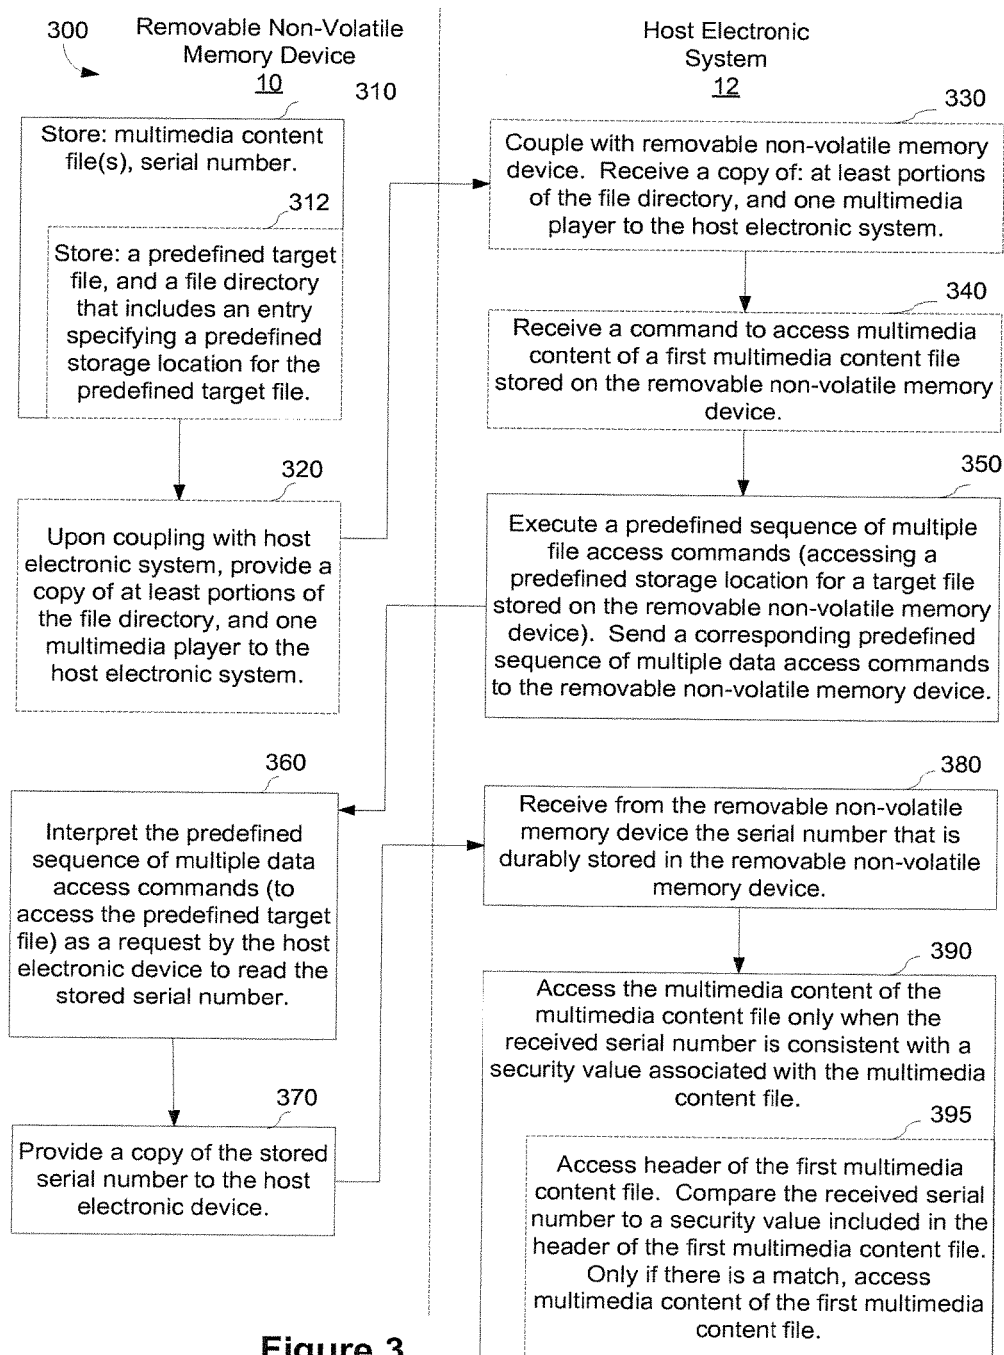 300
Removable Non-Volatile
Memory Device
10
310
Store: multimedia content
file(s), serial number.
312
Store: a predefined target
file, and a file directory
that includes an entry
specifying a predefined
storage location for the
predefined target file.
320
Upon coupling with host
electronic system, provide a
copy of at least portions of
the file directory, and one
multimedia player to the
host electronic system.
360
Interpret the predefined
sequence of multiple data
access commands (to
access the predefined target
file) as a request by the host
electronic device to read the
stored serial number.
370
Provide a copy of the stored
serial number to the host
electronic device.
Host Electronic
System
12
330
Couple with removable non-volatile memory
device. Receive a copy of: at least portions
of the file directory, and one multimedia
player to the host electronic system.
340
Receive a command to access multimedia
content of a first multimedia content file
stored on the removable non-volatile memory
device.
350
Execute a predefined sequence of multiple
file access commands (accessing a
predefined storage location for a target file
stored on the removable non-volatile memory
device). Send a corresponding predefined
sequence of multiple data access commands
to the removable non-volatile memory device.
380
Receive from the removable non-volatile
memory device the serial number that is
durably stored in the removable non-volatile
memory device.
390
Access the multimedia content of the
multimedia content file only when the
received serial number is consistent with a
security value associated with the multimedia
content file.
395
Access header of the first multimedia
content file. Compare the received serial
number to a security value included in the
header of the first multimedia content file.
Only if there is a match, access
multimedia content of the first multimedia
content file.
Figure 3